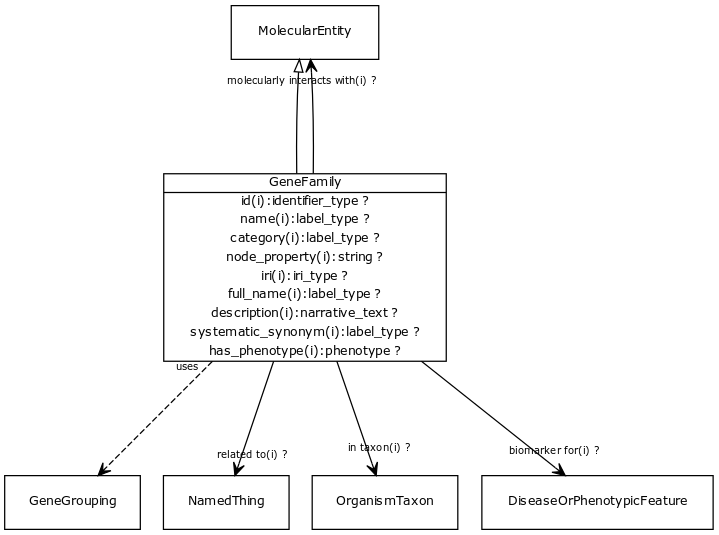 MolecularEntity
molecularly interacts with(i) ?
GeneFamily
id(i):identifier_type ?
name(i):label_type ?
category(i):label_type ?
node_property(i):string ?
iri(i):iri_type ?
full_name(i):label_type ?
description(i):narrative_text ?
systematic_synonym(i):label_type ?
has_phenotype(i):phenotype ?
uses
related to(i) ?
in taxon(i) ?
biomarker for(i) ?
GeneGrouping
NamedThing
OrganismTaxon
DiseaseOrPhenotypicFeature